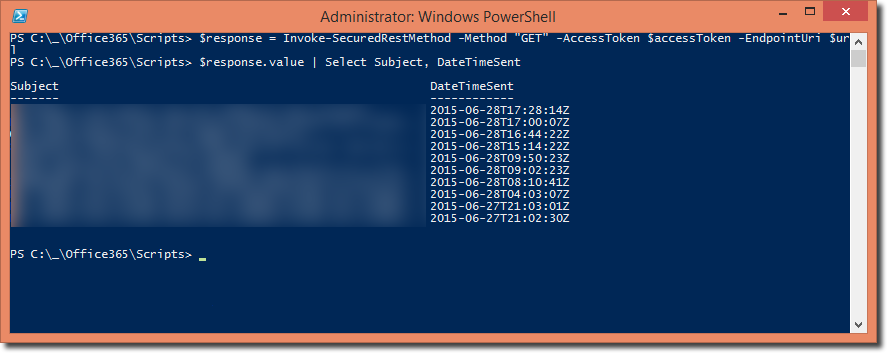 Administrator: Windows PowerShell
PS C:\_\Office365\Scripts> $response = Invoke-SecuredRestMethod -Method "GET" -AccessToken $accessToken -EndpointUri $ur
l
PS C:\_\Office365\Scripts> $response.value | Select Subject, DateTimeSent
Subject DateTimeSent
------- ------------
2015-06-28T17:28:14Z
2015-06-28T17:00:07Z
2015-06-28T16:44:22Z
2015-06-28T15:14:22Z
2015-06-28T09:50:23Z
2015-06-28T09:02:23Z
2015-06-28T08:10:41Z
2015-06-28T04:03:07Z
2015-06-27T21:03:01Z
2015-06-27T21:02:30Z
PS C:\_\Office365\Scripts> _